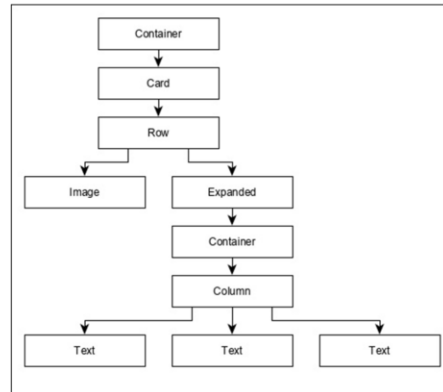 Container
Card
Row
Image
Expanded
Container
Column
Text
Text
Text